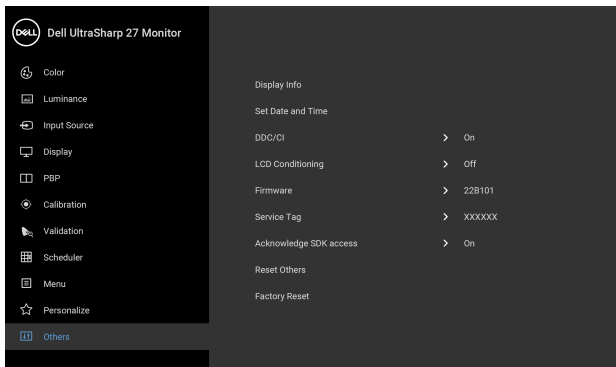 DELL
Dell UltraSharp 27 Monitor
Color
Luminance
Input Source
Display
PBP
Calibration
Validation
Scheduler
Menu
Personalize
Others
Display Info
Set Date and Time
DDC/CI > On
LCD Conditioning > Off
Firmware > 22B101
Service Tag > XXXXXX
Acknowledge SDK access > On
Reset Others
Factory Reset